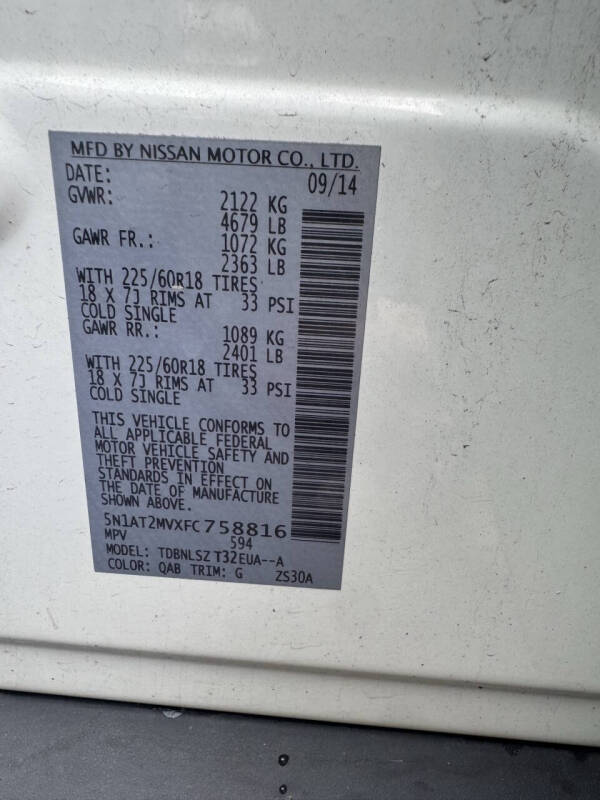 MFD BY NISSAN MOTOR CO., LTD.
DATE: 09/14
GVWR: 2122 KG
4679 LB
GAWR FR.: 1072 KG
2363 LB
WITH 225/60R18 TIRES
18 X 7J RIMS AT 33 PSI
COLD SINGLE
GAWR RR.: 1089 KG
2401 LB
WITH 225/60R18 TIRES
18 X 7J RIMS AT 33 PSI
COLD SINGLE
THIS VEHICLE CONFORMS TO
ALL APPLICABLE FEDERAL
MOTOR VEHICLE SAFETY AND
THEFT PREVENTION
STANDARDS IN EFFECT ON
THE DATE OF MANUFACTURE
SHOWN ABOVE.
5N1AT2MVXFC758816
MPV 594
MODEL: TDBNLSZ T32EUA--A
COLOR: QAB TRIM: G ZS30A